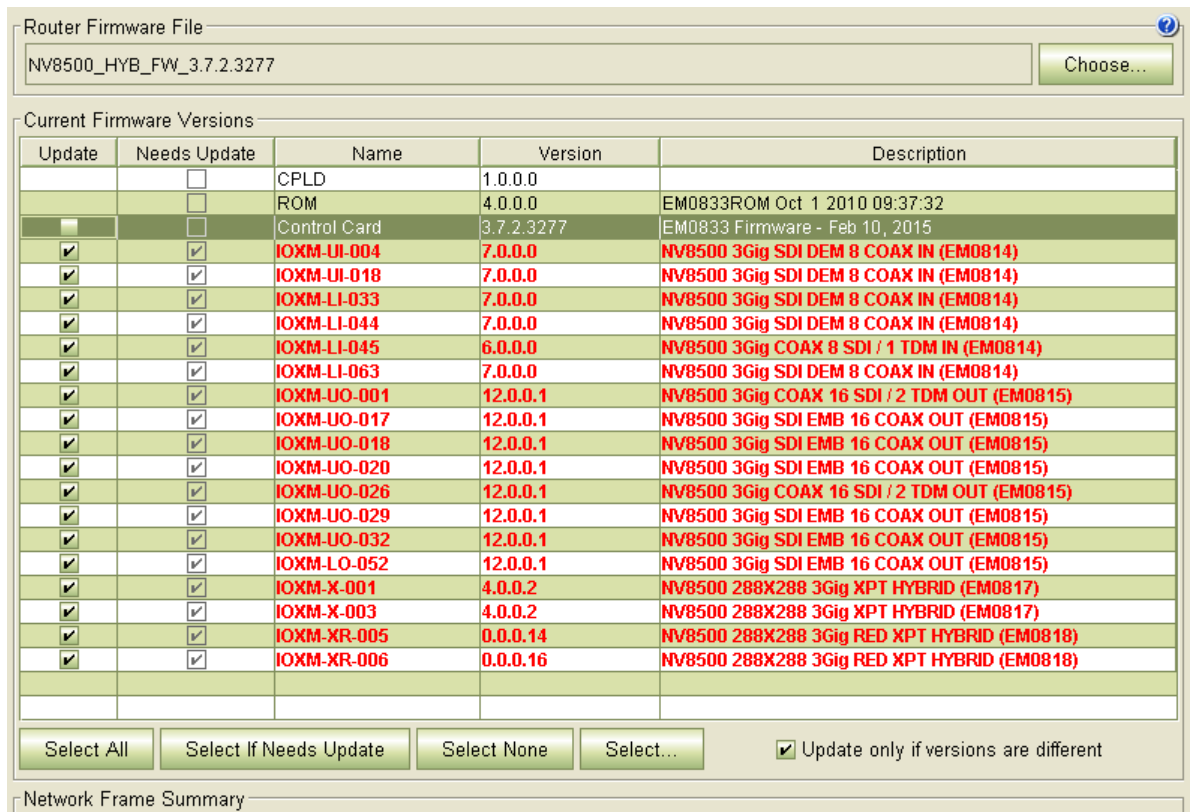 Router Firmware File
NV8500_HYB_FW_3.7.2.3277 Choose...
Current Firmware Versions
Update Needs Update Name Version Description
CPLD 1.0.0.0
ROM 4.0.0.0 EM0833ROM Oct 1 2010 09:37:32
Control Card 3.7.2.3277 EM0833 Firmware - Feb 10, 2015
IOXM-UI-004 7.0.0.0 NV8500 3Gig SDI DEM 8 COAX IN (EM0814)
IOXM-UI-018 7.0.0.0 NV8500 3Gig SDI DEM 8 COAX IN (EM0814)
IOXM-LI-033 7.0.0.0 NV8500 3Gig SDI DEM 8 COAX IN (EM0814)
IOXM-LI-044 7.0.0.0 NV8500 3Gig SDI DEM 8 COAX IN (EM0814)
IOXM-LI-045 6.0.0.0 NV8500 3Gig COAX 8 SDI / 1 TDM IN (EM0814)
IOXM-LI-063 7.0.0.0 NV8500 3Gig SDI DEM 8 COAX IN (EM0814)
IOXM-UO-001 12.0.0.1 NV8500 3Gig COAX 16 SDI / 2 TDM OUT (EM0815)
IOXM-UO-017 12.0.0.1 NV8500 3Gig SDI EMB 16 COAX OUT (EM0815)
IOXM-UO-018 12.0.0.1 NV8500 3Gig SDI EMB 16 COAX OUT (EM0815)
IOXM-UO-020 12.0.0.1 NV8500 3Gig SDI EMB 16 COAX OUT (EM0815)
IOXM-UO-026 12.0.0.1 NV8500 3Gig COAX 16 SDI / 2 TDM OUT (EM0815)
IOXM-UO-029 12.0.0.1 NV8500 3Gig SDI EMB 16 COAX OUT (EM0815)
IOXM-UO-032 12.0.0.1 NV8500 3Gig SDI EMB 16 COAX OUT (EM0815)
IOXM-LO-052 12.0.0.1 NV8500 3Gig SDI EMB 16 COAX OUT (EM0815)
IOXM-X-001 4.0.0.2 NV8500 288X288 3Gig XPT HYBRID (EM0817)
IOXM-X-003 4.0.0.2 NV8500 288X288 3Gig XPT HYBRID (EM0817)
IOXM-XR-005 0.0.0.14 NV8500 288X288 3Gig RED XPT HYBRID (EM0818)
IOXM-XR-006 0.0.0.16 NV8500 288X288 3Gig RED XPT HYBRID (EM0818)
Select All Select If Needs Update Select None Select... Update only if versions are different
Network Frame Summary